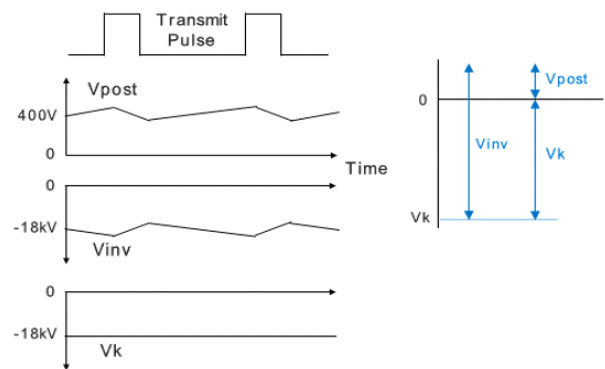 Transmit
Pulse
Vpost
400V
0
Time
0
-18kV
Vinv
0
-18kV
Vk
Vpost
0
Vinv
Vk
Vk